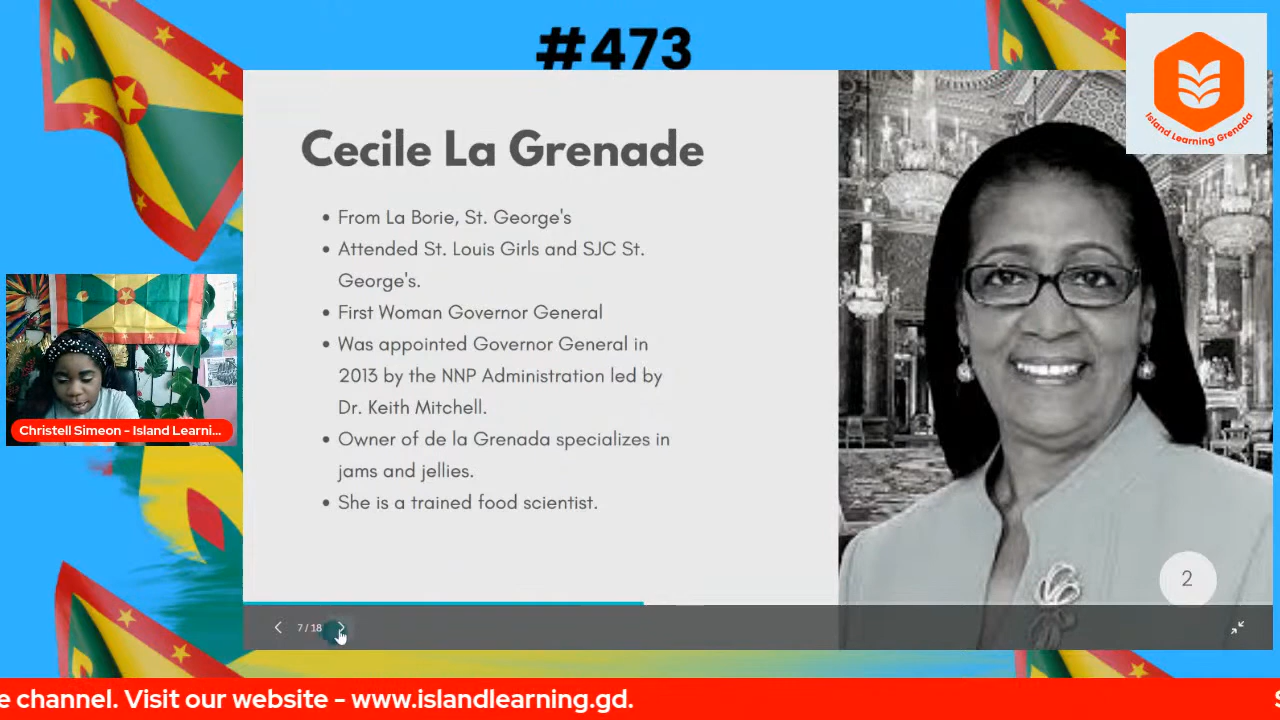 #473
Island Learning Grenada
Cecile La Grenade
• From La Borie, St. George's
• Attended St. Louis Girls and SJC St.
George's.
• First Woman Governor General
• Was appointed Governor General in
2013 by the NNP Administration led by
Dr. Keith Mitchell.
• Owner of de la Grenada specializes in
jams and jellies.
• She is a trained food scientist.
Christell Simeon - Island Learni...
2
7 / 18
e channel. Visit our website - www.islandlearning.gd.